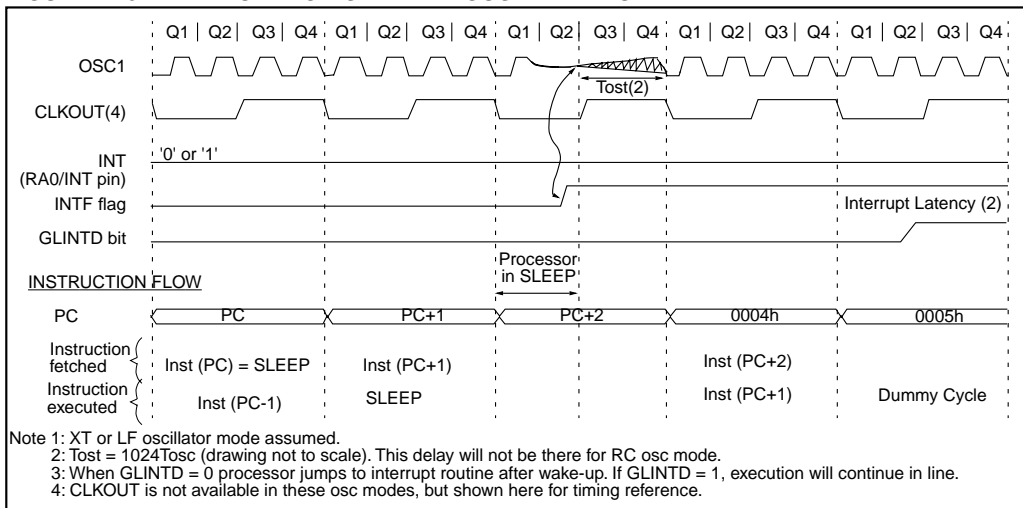 Q1 | Q2 | Q3 | Q4 | Q1 | Q2 | Q3 | Q4 | Q1 | Q2 | Q3 | Q4 | Q1 | Q2 | Q3 | Q4 | Q1 | Q2 | Q3 | Q4
OSC1
Tost(2)
CLKOUT(4)
INT '0' or '1'
(RA0/INT pin)
INTF flag
Interrupt Latency (2)
GLINTD bit
Processor
in SLEEP
INSTRUCTION FLOW
PC PC PC+1 PC+2 0004h 0005h
Instruction
fetched
Inst (PC) = SLEEP Inst (PC+1) Inst (PC+2)
Instruction
executed
Inst (PC-1) SLEEP Inst (PC+1) Dummy Cycle
Note 1: XT or LF oscillator mode assumed.
2: Tost = 1024Tosc (drawing not to scale). This delay will not be there for RC osc mode.
3: When GLINTD = 0 processor jumps to interrupt routine after wake-up. If GLINTD = 1, execution will continue in line.
4: CLKOUT is not available in these osc modes, but shown here for timing reference.